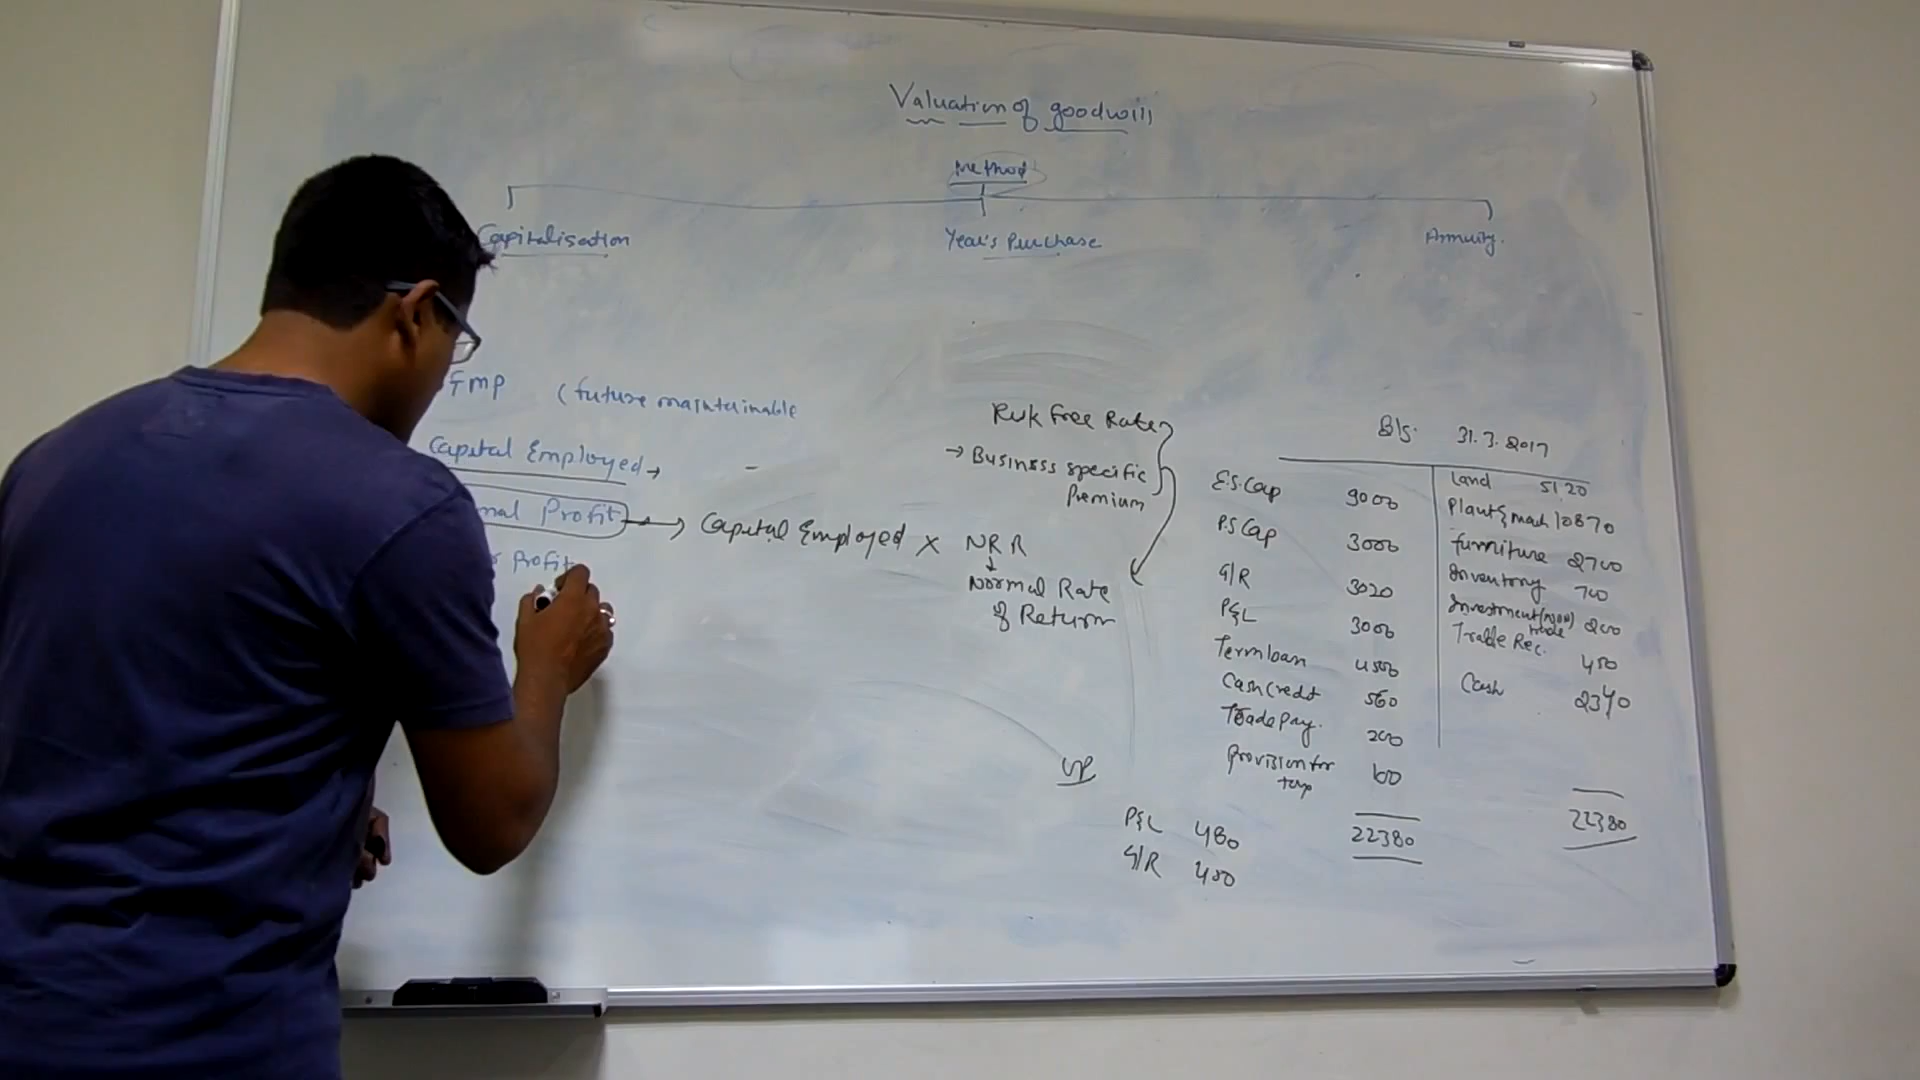 Valuation of goodwill
Method
Capitalisation
Year's Purchase
Annuity.
FMP (future maintainable
Capital Employed →
mal Profit → Capital Employed × NRR
Profit
Normal Rate
of Return
Risk Free Rate
→ Business specific
Premium
B/s. 31.3.2017
E.S.Cap 9000
P.S Cap 3000
G/R 3020
P&L 3000
Termloan 4500
Cash Credit 560
Trade pay. 200
Provision for
100
22380
Land 5120
Plant & mach 10870
Furniture 2700
Inventory 700
Investment (non
trade 200
Trade Rec. 450
Cash 2340
22380
P&L 480
G/R 400